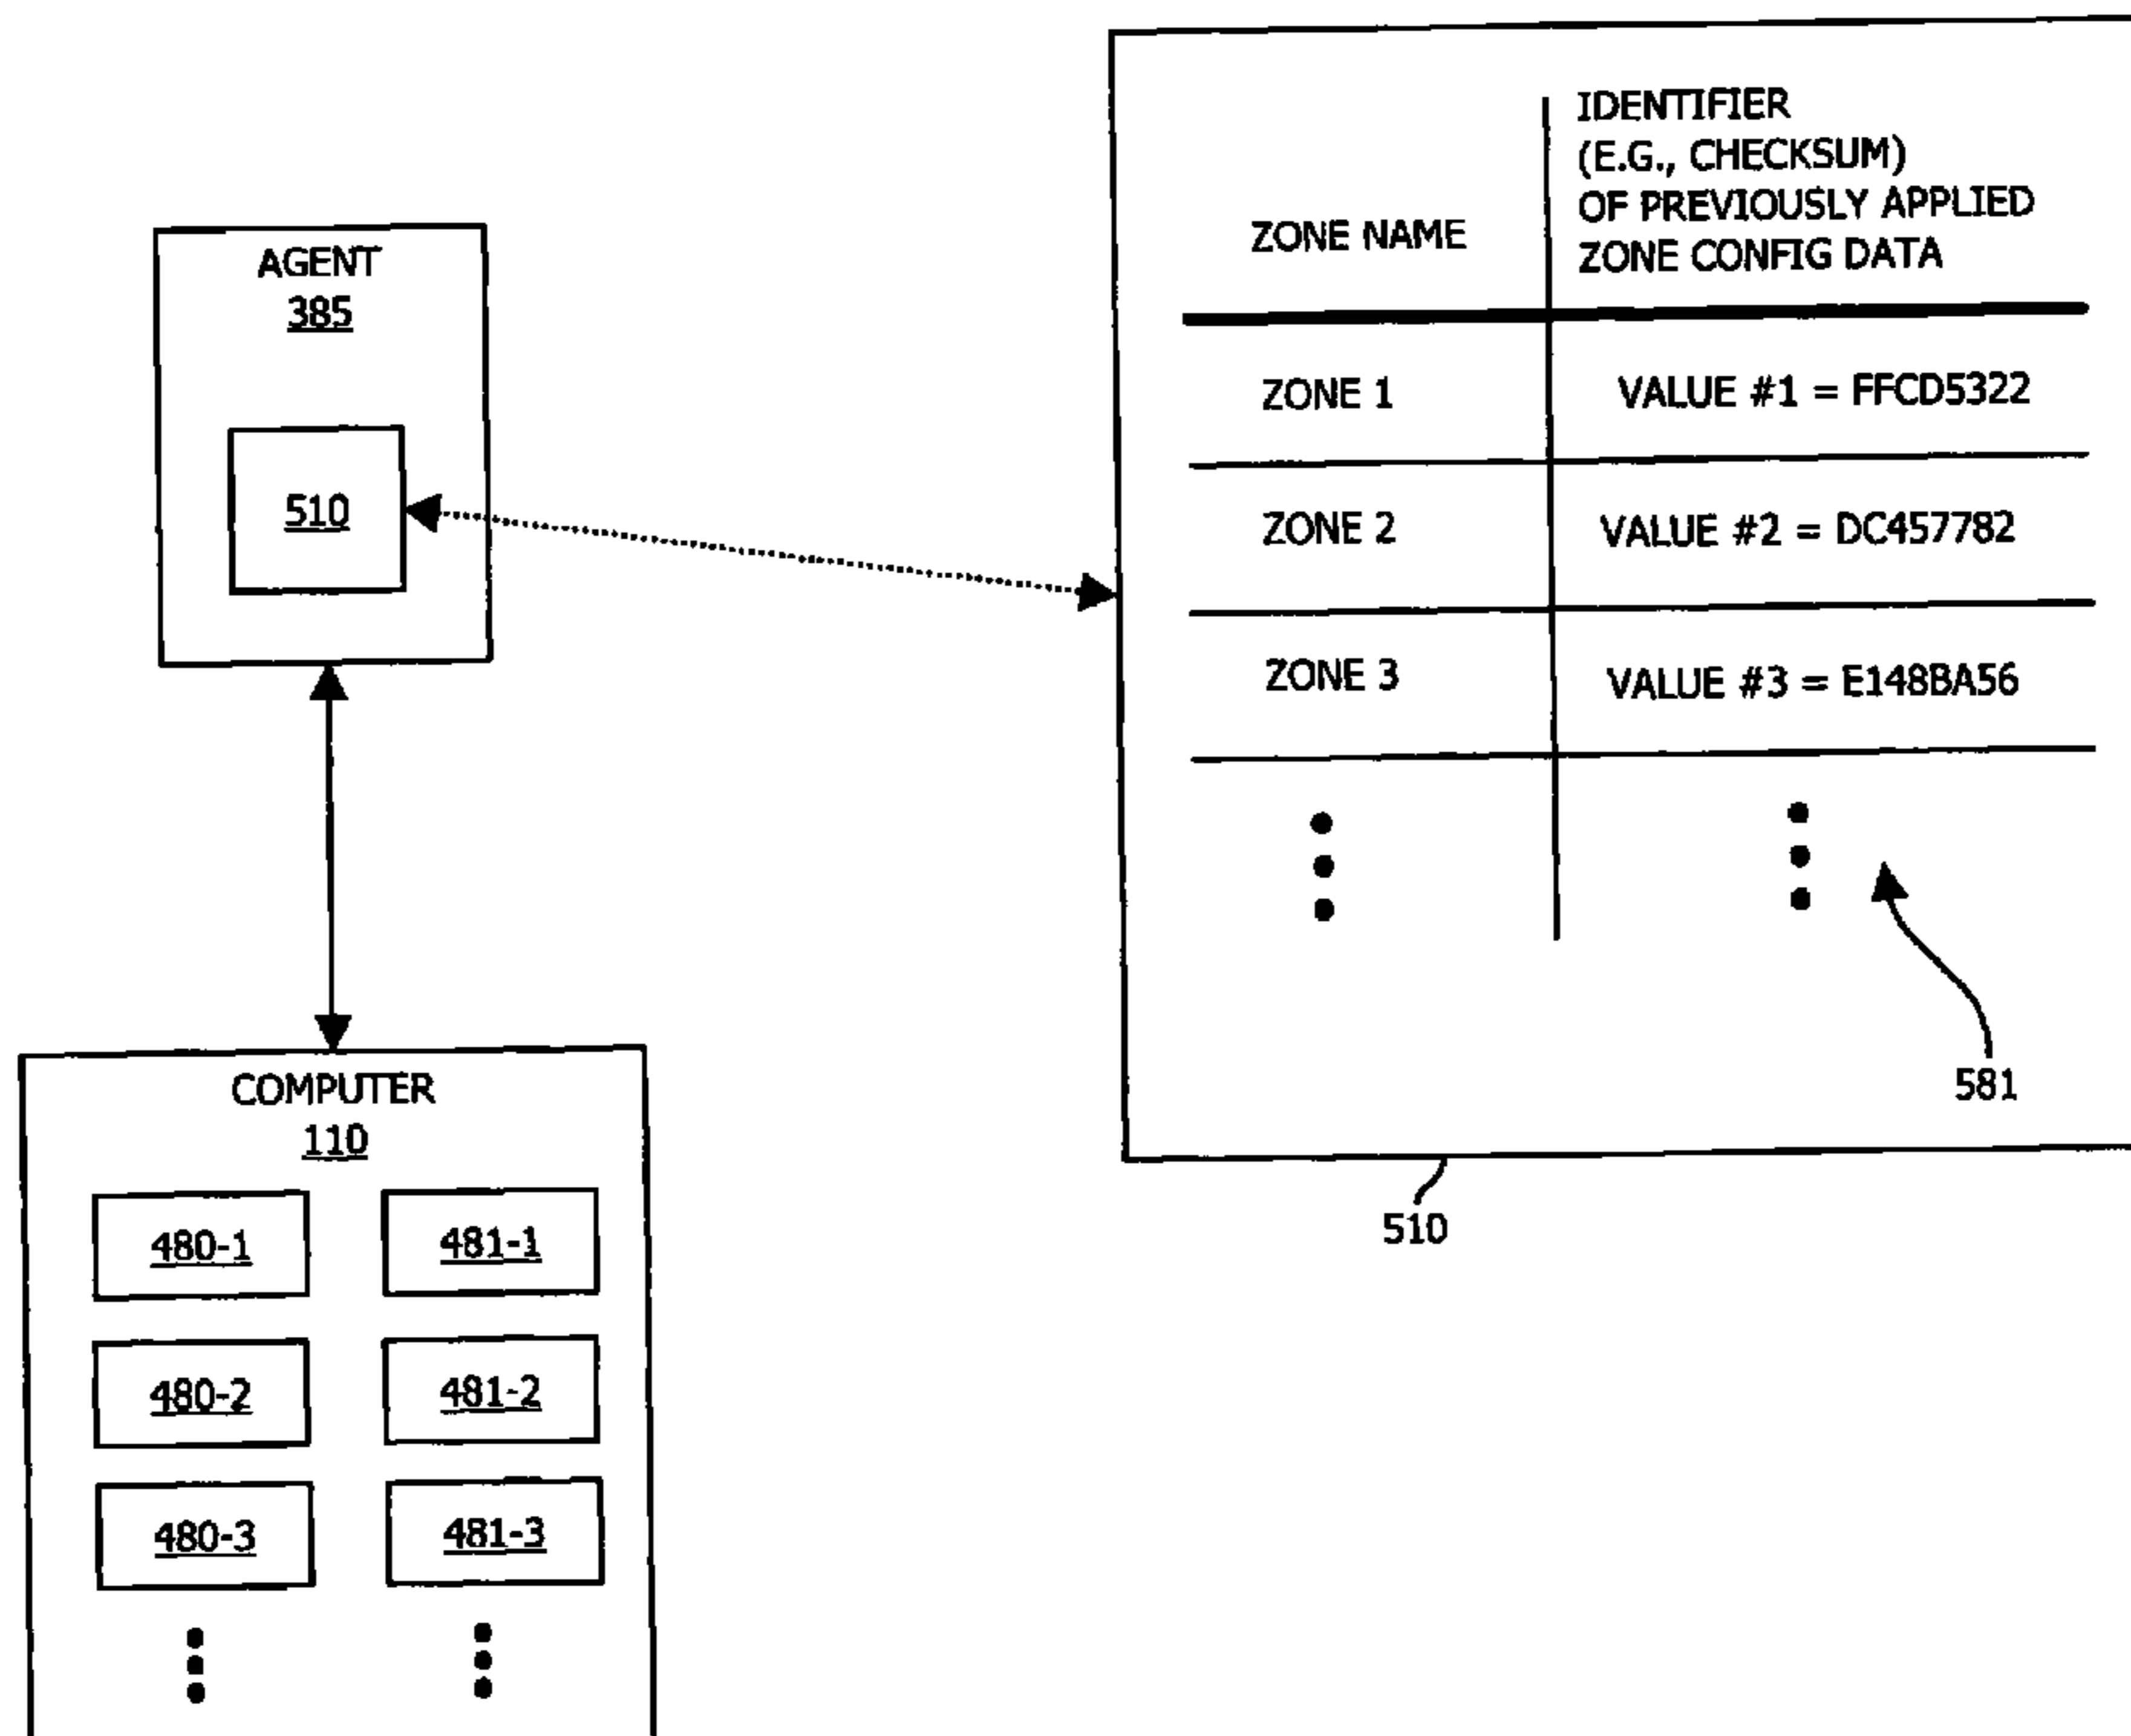 AGENT
385
510
COMPUTER
110
480-1 481-1
480-2 481-2
480-3 481-3
ZONE NAME
IDENTIFIER
(E.G., CHECKSUM)
OF PREVIOUSLY APPLIED
ZONE CONFIG DATA
ZONE 1 VALUE #1 = FFCD5322
ZONE 2 VALUE #2 = DC457782
ZONE 3 VALUE #3 = E148BA56
581
510